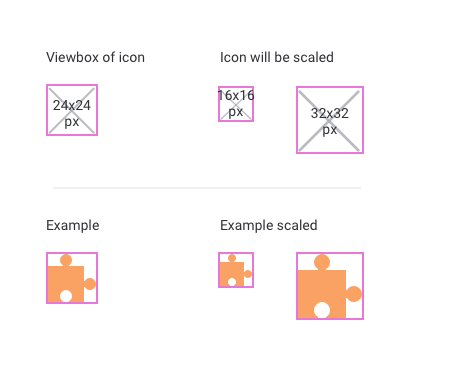 Viewbox of icon
Icon will be scaled
24x24
px
16x16
px
32x32
px
Example
Example scaled